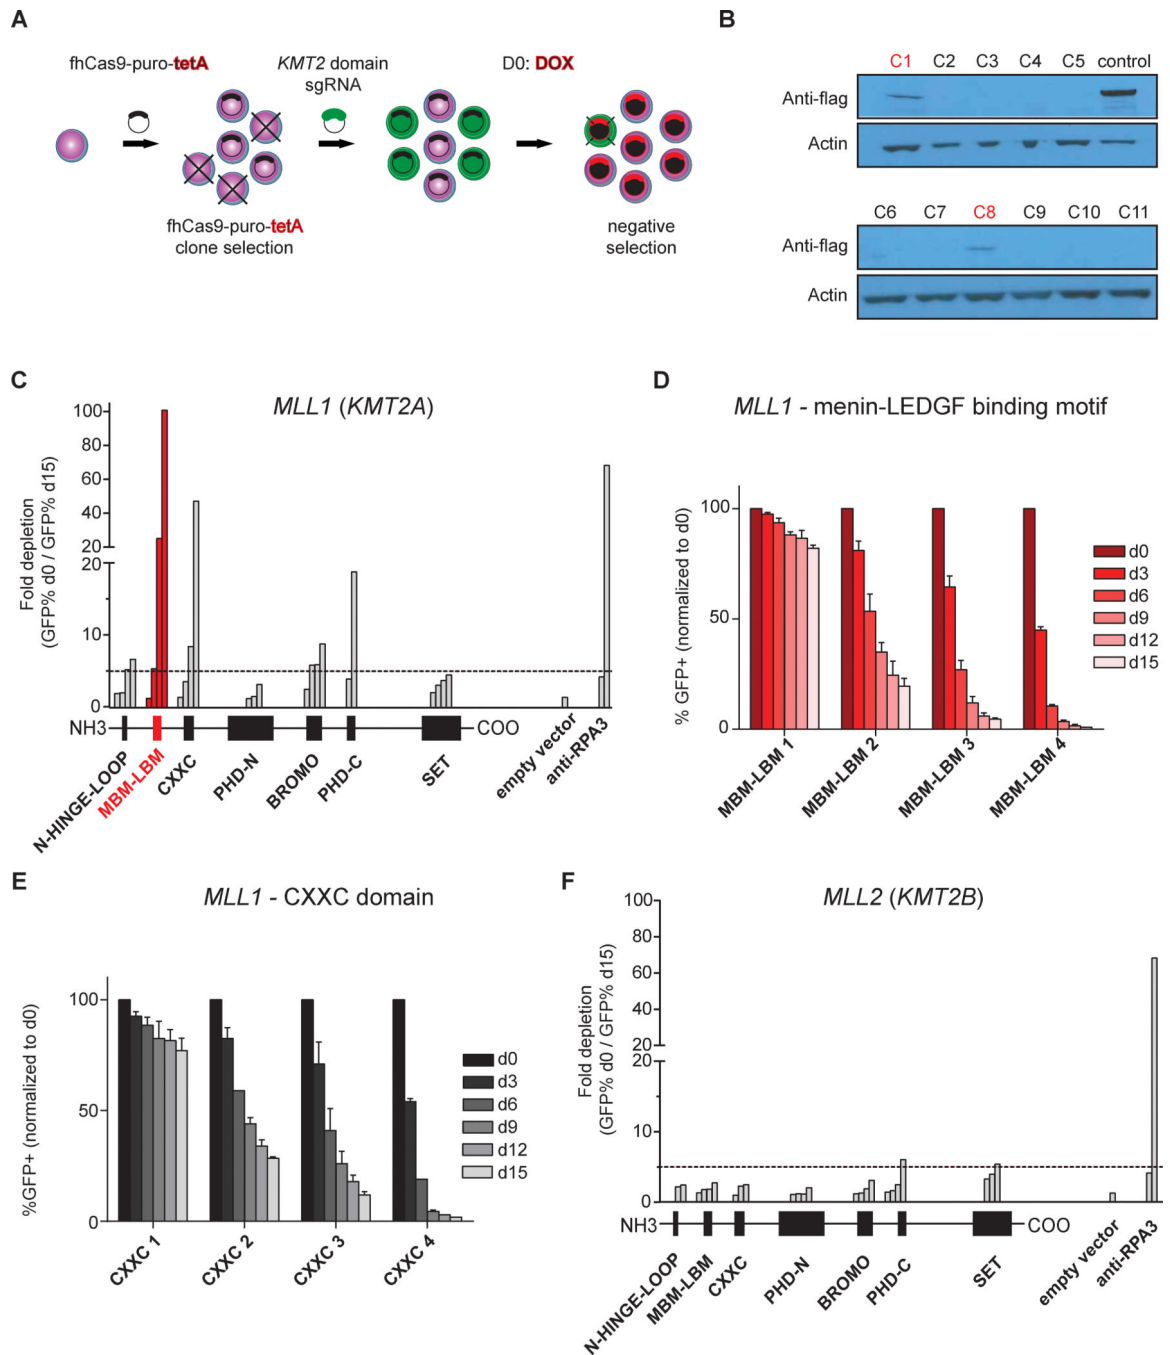 A
fhCas9-puro-tetA
KMT2 domain
sgRNA
D0: DOX
fhCas9-puro-tetA
clone selection
negative
selection
B
C1 C2 C3 C4 C5 control
Anti-flag
Actin
C6 C7 C8 C9 C10 C11
Anti-flag
Actin
C
MLL1 (KMT2A)
Fold depletion
(GFP% d0 / GFP% d15)
100
80
60
40
20
20
10
0
NH3
COO
N-HINGE-LOOP
MBM-LBM
CXXC
PHD-N
BROMO
PHD-C
SET
empty vector
anti-RPA3
D
MLL1 - menin-LEDGF binding motif
% GFP+ (normalized to d0)
100
50
0
d0
d3
d6
d9
d12
d15
MBM-LBM 1
MBM-LBM 2
MBM-LBM 3
MBM-LBM 4
E
MLL1 - CXXC domain
%GFP+ (normalized to d0)
100
50
0
d0
d3
d6
d9
d12
d15
CXXC 1
CXXC 2
CXXC 3
CXXC 4
F
MLL2 (KMT2B)
Fold depletion
(GFP% d0 / GFP% d15)
100
80
60
40
20
20
10
0
NH3
COO
N-HINGE-LOOP
MBM-LBM
CXXC
PHD-N
BROMO
PHD-C
SET
empty vector
anti-RPA3